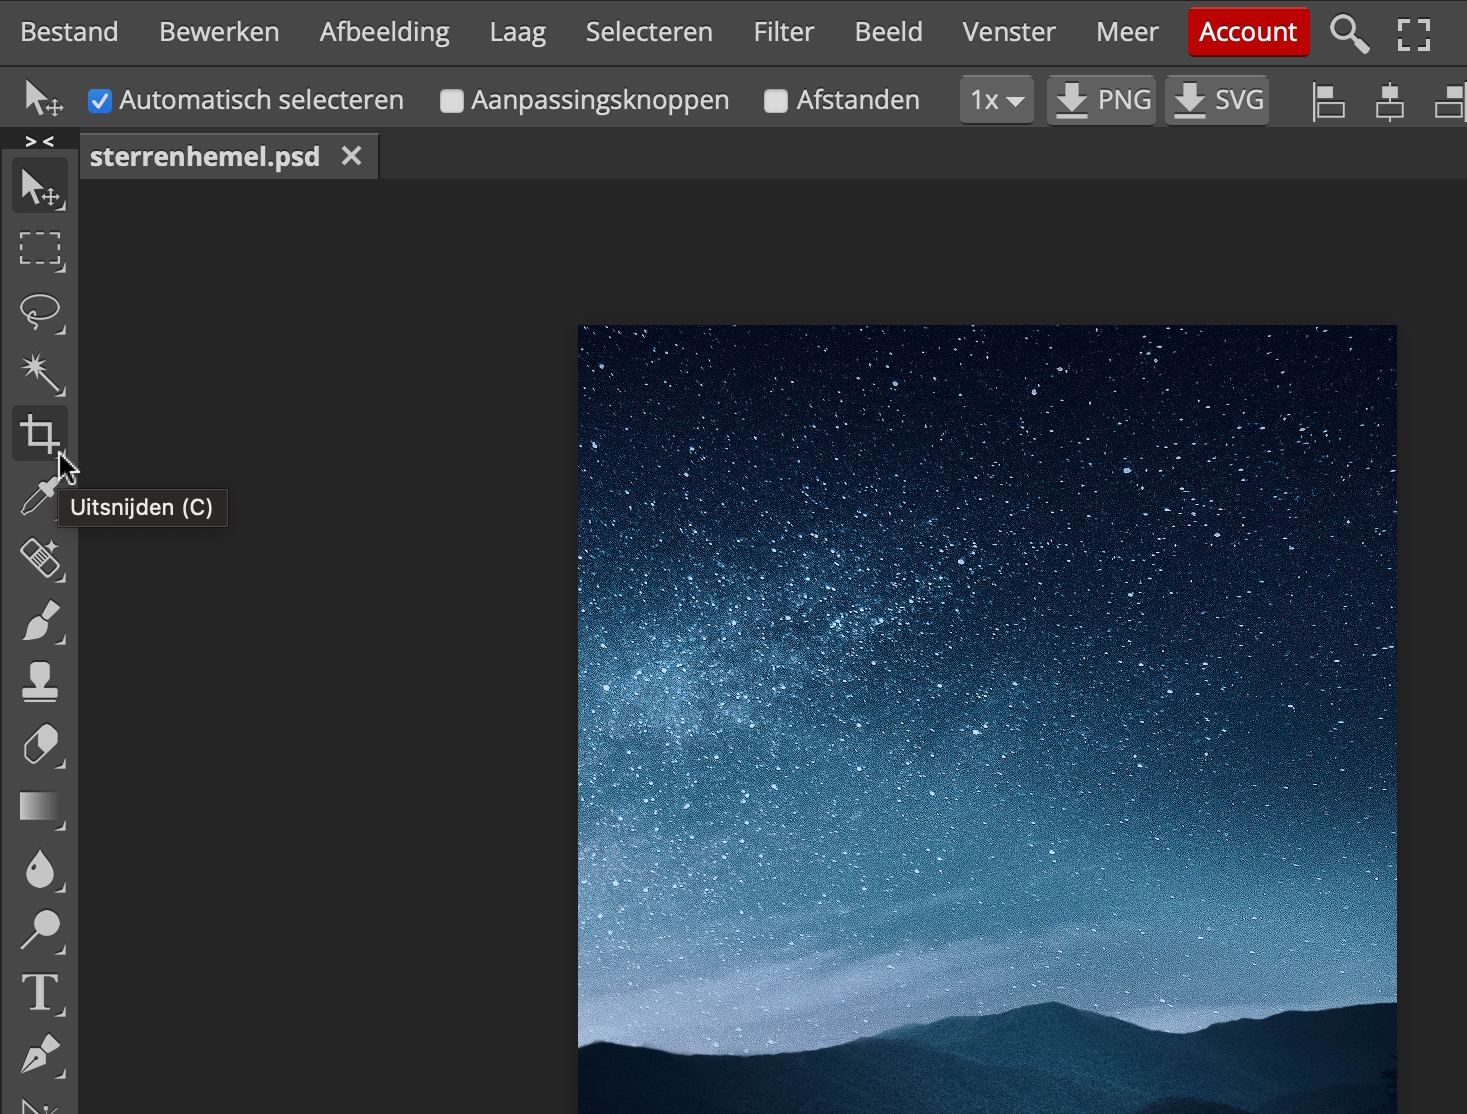 Bestand Bewerken Afbeelding Laag Selecteren Filter Beeld Venster Meer Account
Automatisch selecteren Aanpassingsknoppen Afstanden 1x PNG SVG
> <
sterrenhemel.psd
Uitsnijden (C)